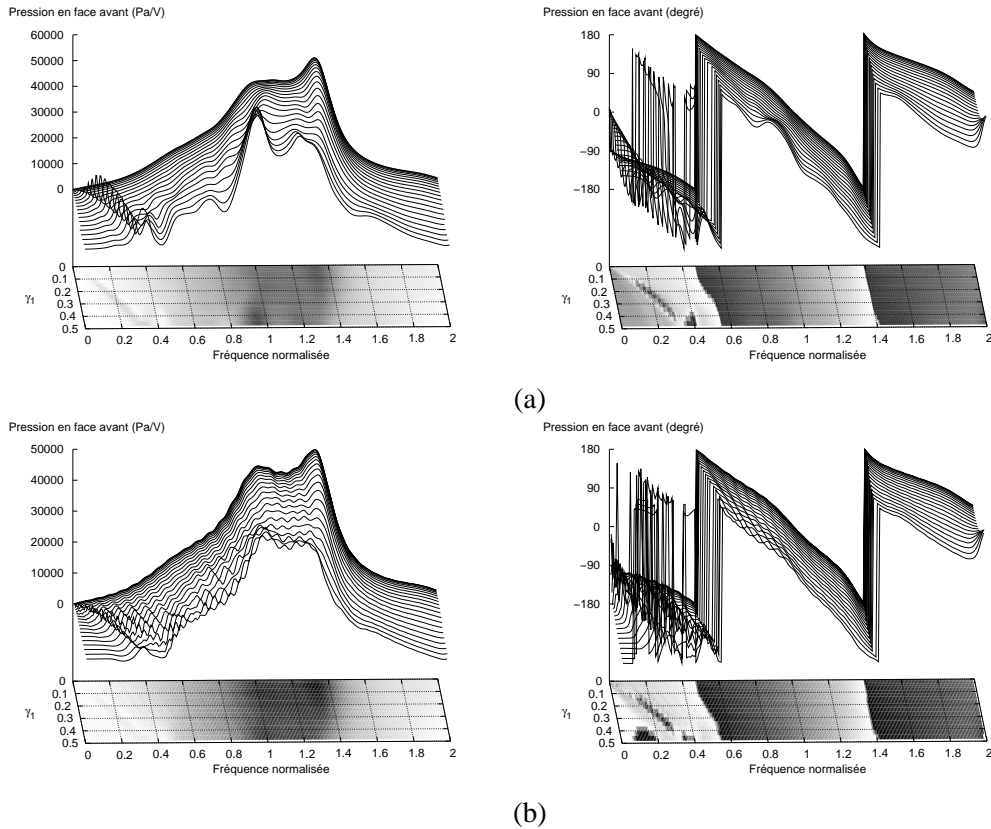 Pression en face avant (Pa/V)
60000
50000
40000
30000
20000
10000
0
0
0.1
0.2
0.3
0.4
0.5
γ1
0 0.2 0.4 0.6 0.8 1 1.2 1.4 1.6 1.8 2
Fréquence normalisée
Pression en face avant (degré)
180
90
0
−90
−180
0
0.1
0.2
0.3
0.4
0.5
γ1
0 0.2 0.4 0.6 0.8 1 1.2 1.4 1.6 1.8 2
Fréquence normalisée
(a)
Pression en face avant (Pa/V)
50000
40000
30000
20000
10000
0
0
0.1
0.2
0.3
0.4
0.5
γ1
0 0.2 0.4 0.6 0.8 1 1.2 1.4 1.6 1.8 2
Fréquence normalisée
Pression en face avant (degré)
180
90
0
−90
−180
0
0.1
0.2
0.3
0.4
0.5
γ1
0 0.2 0.4 0.6 0.8 1 1.2 1.4 1.6 1.8 2
Fréquence normalisée
(b)